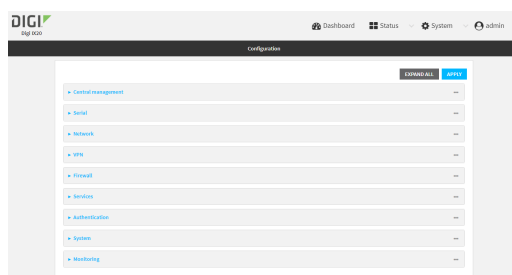 DIGI
Digi IX20
Dashboard
Status
System
admin
Configuration
EXPAND ALL
APPLY
Central management
Serial
Network
VPN
Firewall
Services
Authentication
System
Monitoring